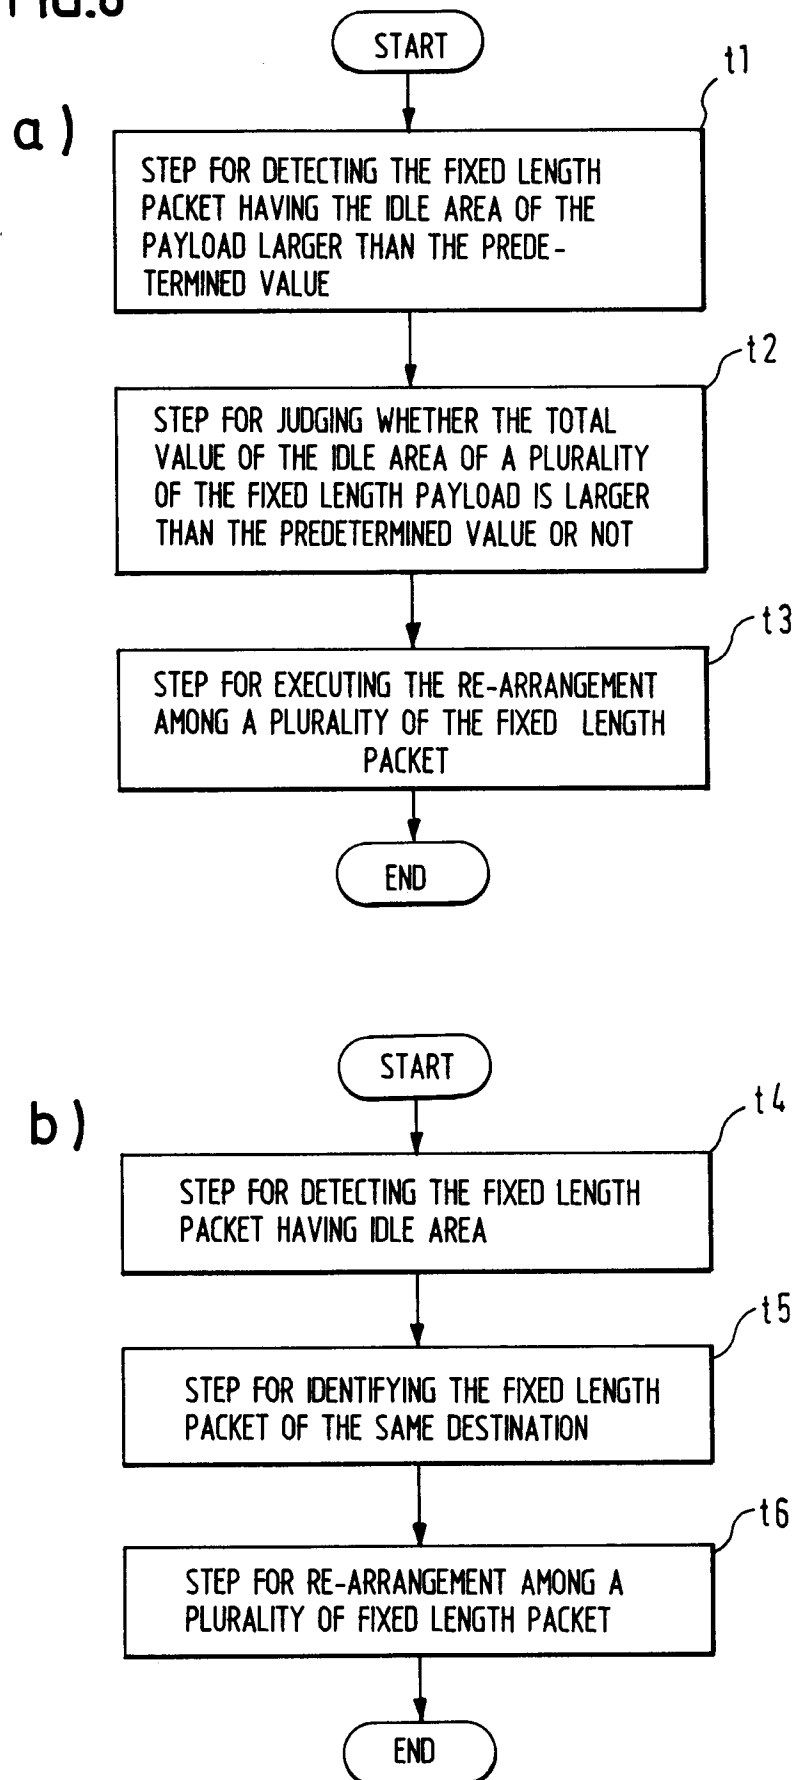 START
t1
a)
STEP FOR DETECTING THE FIXED LENGTH
PACKET HAVING THE IDLE AREA OF THE
PAYLOAD LARGER THAN THE PREDE-
TERMINED VALUE
t2
STEP FOR JUDGING WHETHER THE TOTAL
VALUE OF THE IDLE AREA OF A PLURALITY
OF THE FIXED LENGTH PAYLOAD IS LARGER
THAN THE PREDETERMINED VALUE OR NOT
t3
STEP FOR EXECUTING THE RE-ARRANGEMENT
AMONG A PLURALITY OF THE FIXED LENGTH
PACKET
END
START
t4
b)
STEP FOR DETECTING THE FIXED LENGTH
PACKET HAVING IDLE AREA
t5
STEP FOR IDENTIFYING THE FIXED LENGTH
PACKET OF THE SAME DESTINATION
t6
STEP FOR RE-ARRANGEMENT AMONG A
PLURALITY OF FIXED LENGTH PACKET
END